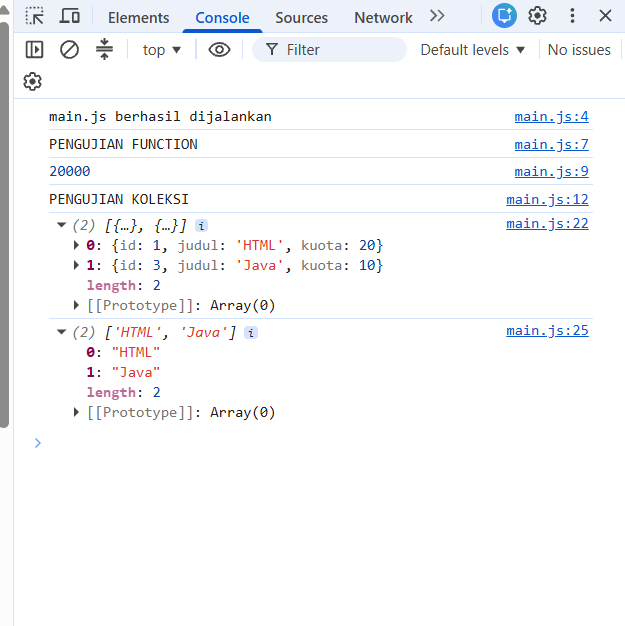 Elements Console Sources Network
top Filter Default levels No issues
main.js berhasil dijalankan main.js:4
PENGUJIAN FUNCTION main.js:7
20000 main.js:9
PENGUJIAN KOLEKSI main.js:12
(2) [{…}, {…}] i main.js:22
0: {id: 1, judul: 'HTML', kuota: 20}
1: {id: 3, judul: 'Java', kuota: 10}
length: 2
[[Prototype]]: Array(0)
(2) ['HTML', 'Java'] i main.js:25
0: "HTML"
1: "Java"
length: 2
[[Prototype]]: Array(0)